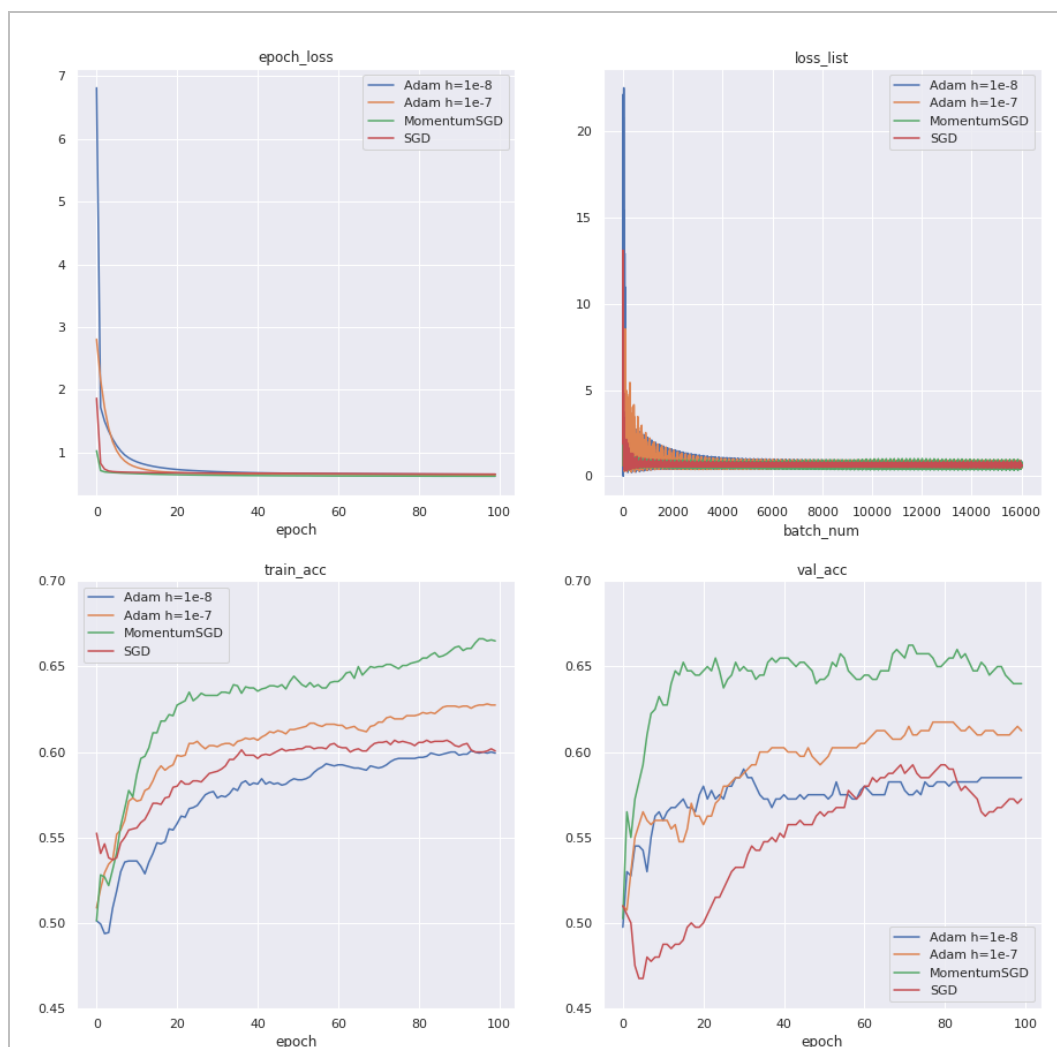 epoch_loss
7
6
5
4
3
2
1
0 20 40 60 80 100
epoch
Adam h=1e-8
Adam h=1e-7
MomentumSGD
SGD
loss_list
20
15
10
5
0
0 2000 4000 6000 8000 10000 12000 14000 16000
batch_num
Adam h=1e-8
Adam h=1e-7
MomentumSGD
SGD
train_acc
0.70
0.65
0.60
0.55
0.50
0.45
0 20 40 60 80 100
epoch
Adam h=1e-8
Adam h=1e-7
MomentumSGD
SGD
val_acc
0.70
0.65
0.60
0.55
0.50
0.45
0 20 40 60 80 100
epoch
Adam h=1e-8
Adam h=1e-7
MomentumSGD
SGD